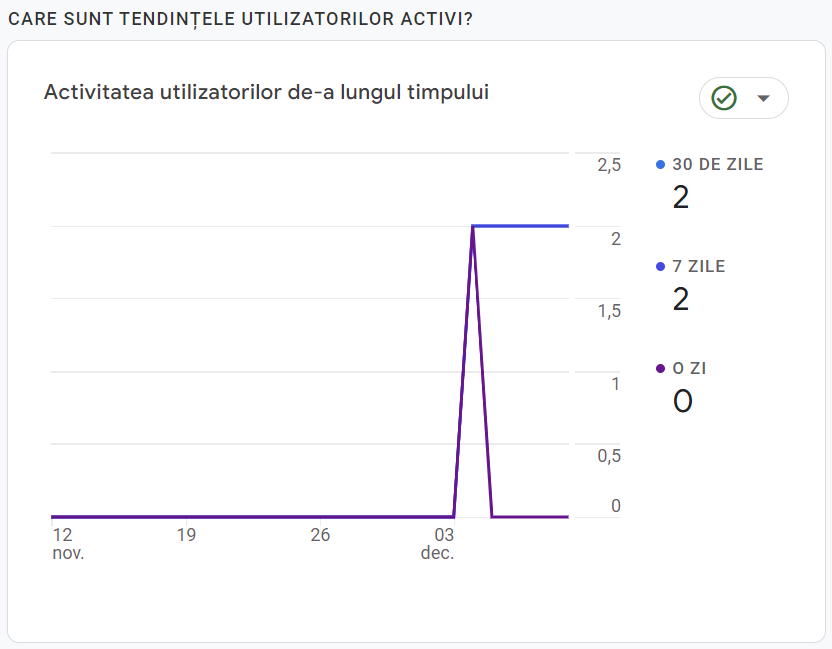 CARE SUNT TENDINȚELE UTILIZATORILOR ACTIVI?
Activitatea utilizatorilor de-a lungul timpului
2,5
2
1,5
1
0,5
0
12
nov.
19
26
03
dec.
30 DE ZILE
2
7 ZILE
2
O ZI
0